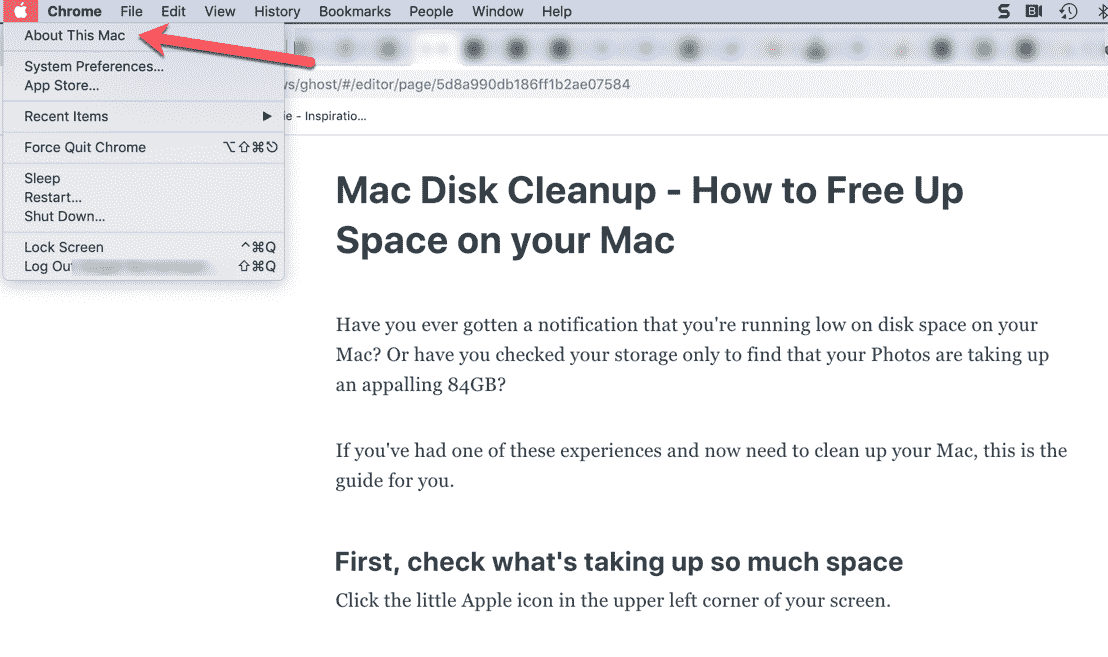 Chrome File Edit View History Bookmarks People Window Help
About This Mac
System Preferences...
App Store...
ws/ghost/#/editor/page/5d8a990db186ff1b2ae07584
Recent Items ▶
ie - Inspiratio...
Force Quit Chrome ⌥⇧⌘⎋
Sleep
Restart...
Shut Down...
Lock Screen ^⌘Q
Log Out ⇧⌘Q
Mac Disk Cleanup - How to Free Up
Space on your Mac
Have you ever gotten a notification that you're running low on disk space on your
Mac? Or have you checked your storage only to find that your Photos are taking up
an appalling 84GB?
If you've had one of these experiences and now need to clean up your Mac, this is the
guide for you.
First, check what's taking up so much space
Click the little Apple icon in the upper left corner of your screen.